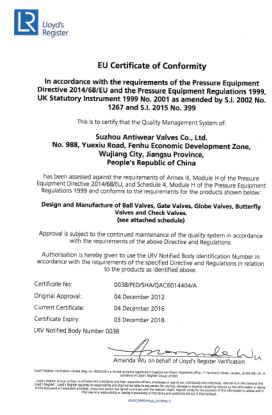 LR
Lloyd's
Register
EU Certificate of Conformity
In accordance with the requirements of the Pressure Equipment
Directive 2014/68/EU and the Pressure Equipment Regulations 1999,
UK Statutory Instrument 1999 No. 2001 as amended by S.I. 2002 No.
1267 and S.I. 2015 No. 399
This is to certify that the Quality Management System of:
Suzhou Antiwear Valves Co., Ltd.
No. 988, Yuexiu Road, Fenhu Economic Development Zone,
Wujiang City, Jiangsu Province,
People's Republic of China
has been assessed against the requirements of Annex III, Module H of the Pressure
Equipment Directive 2014/68/EU, and Schedule 4, Module H of the Pressure Equipment
Regulations 1999 and conforms to the requirements for the products shown below:
Design and Manufacture of Ball Valves, Gate Valves, Globe Valves, Butterfly
Valves and Check Valves.
(see attached schedule)
Approval is subject to the continued maintenance of the quality system in accordance
with the requirements of the above Directive and Regulations.
Authorisation is hereby given to use the LRV Notified Body Identification Number in
accordance with the requirements of the specified Directive and Regulations in relation
to the products as identified above.
Certificate No: 0038/PED/SHA/QAC6014404/A
Original Approval: 04 December 2012
Current Certificate: 04 December 2016
Certificate Expiry: 03 December 2018
LRV Notified Body Number 0038
Amanda Wu
Amanda Wu on behalf of Lloyd's Register Verification